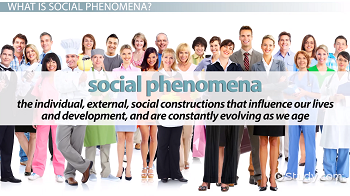 WHAT IS SOCIAL PHENOMENA?
social phenomena
the individual, external, social constructions that influence our lives
and development, and are constantly evolving as we age
Study.com